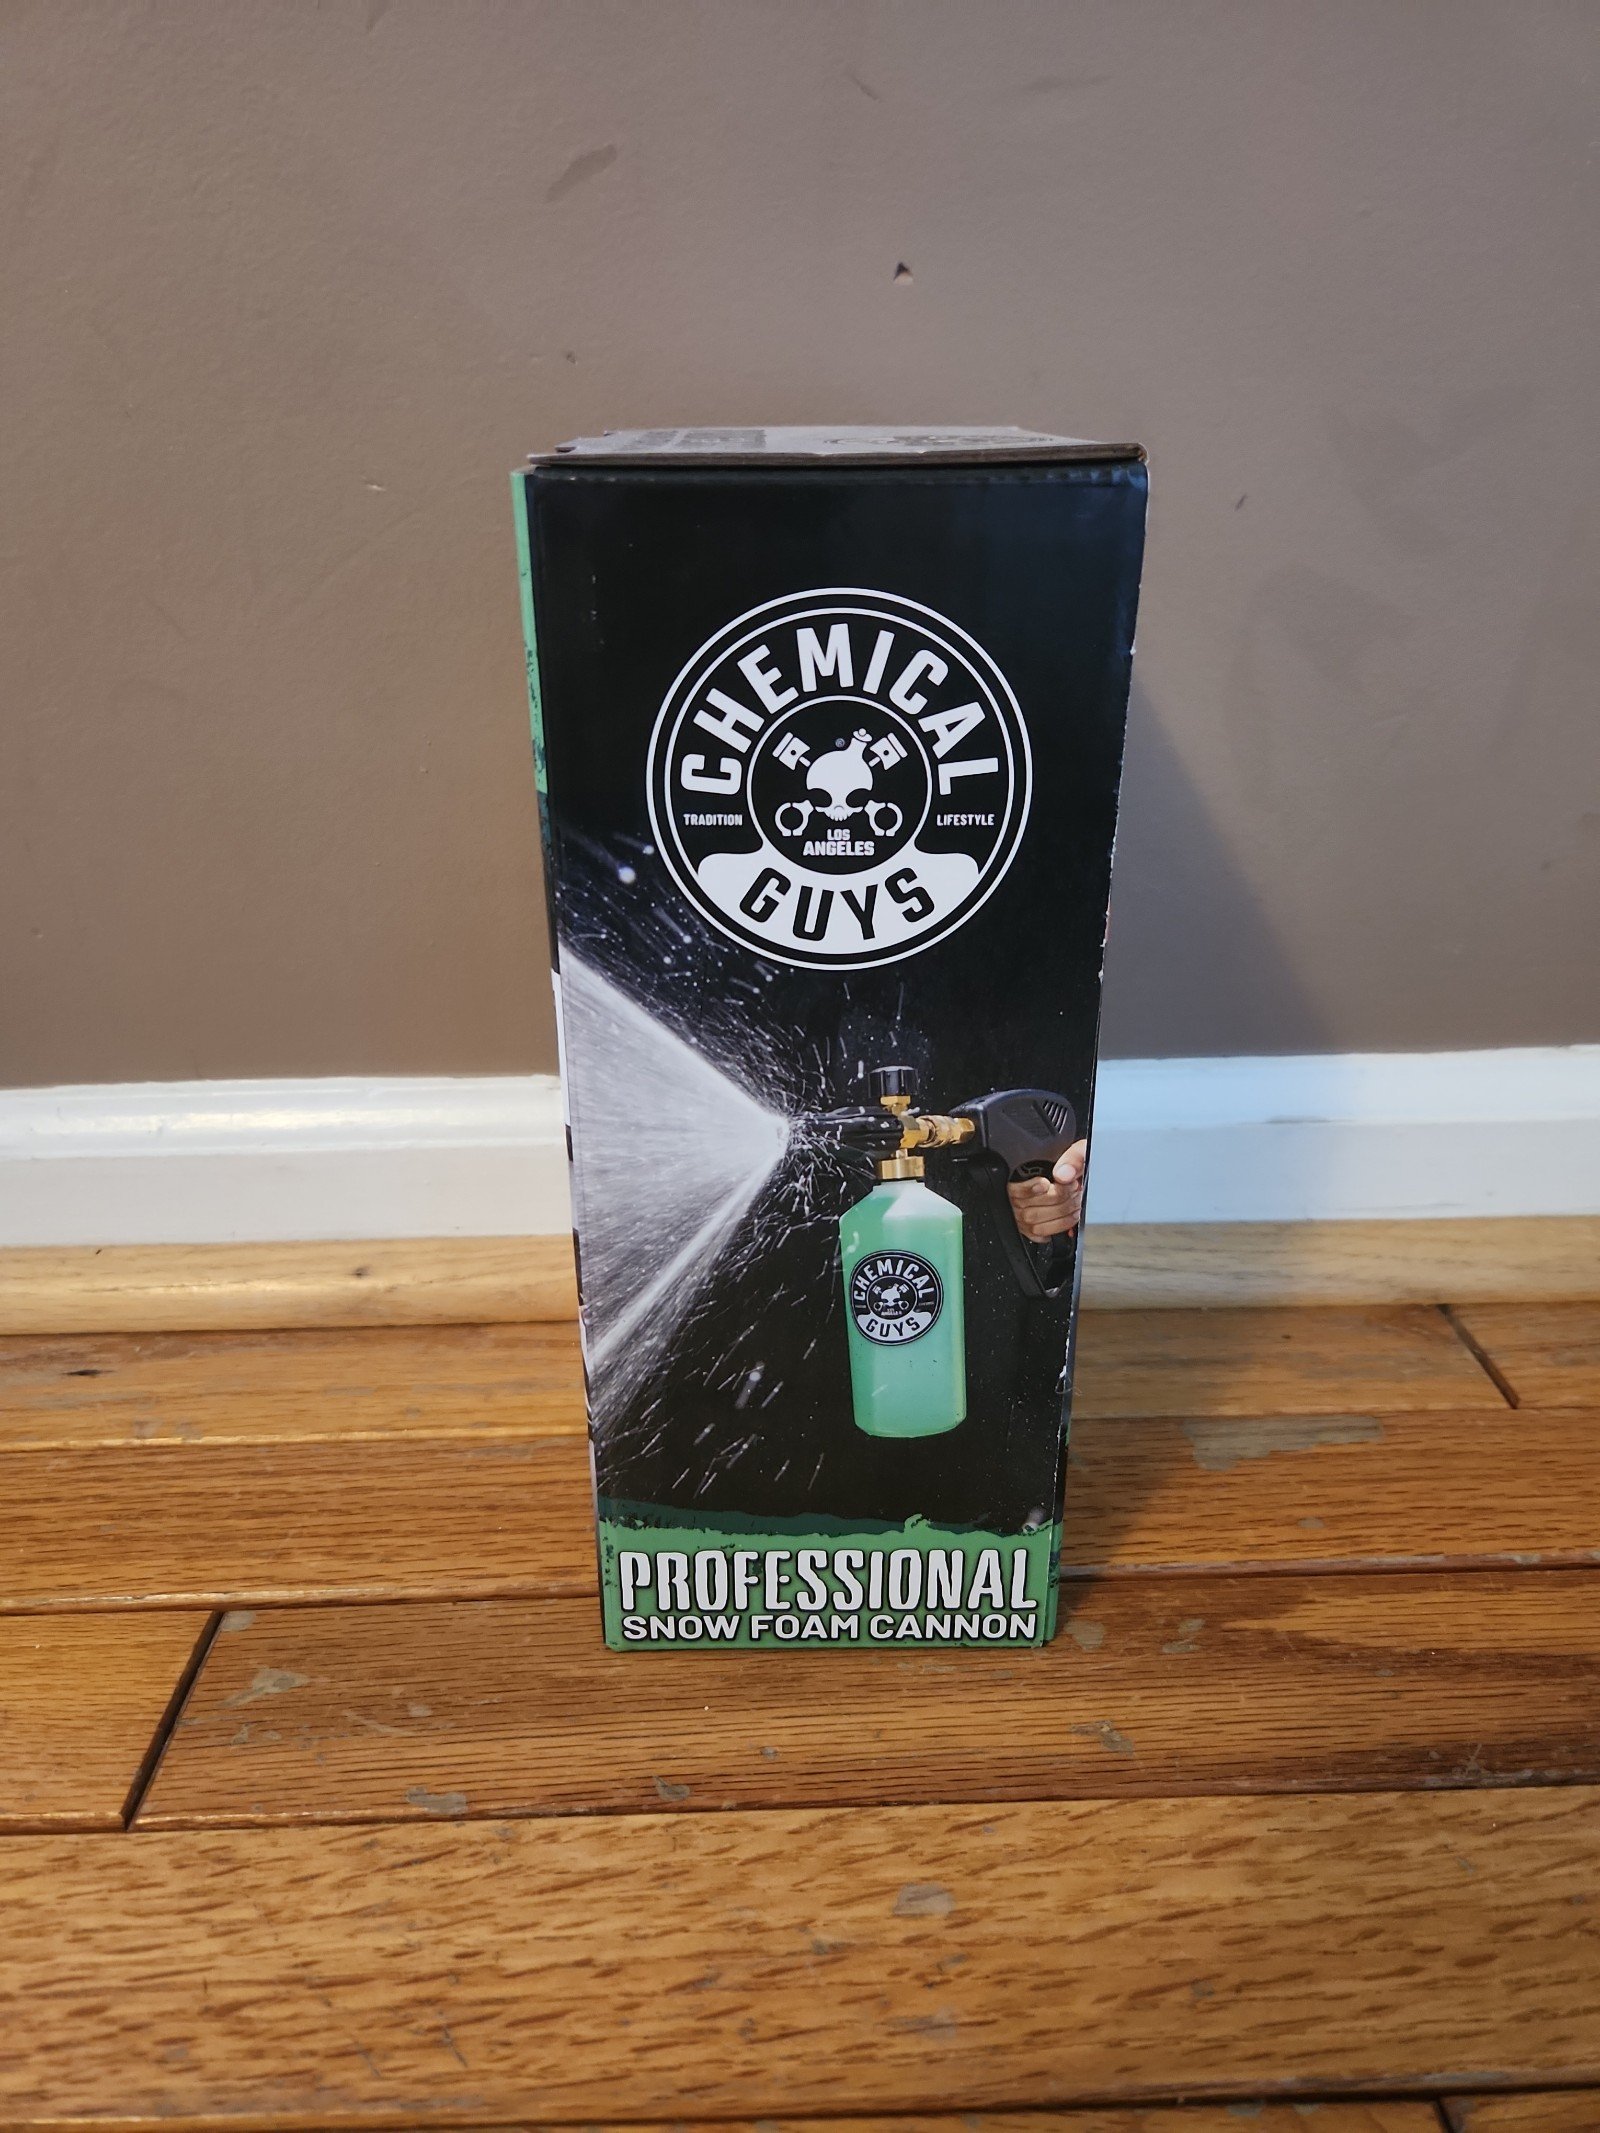 CHEMICAL
TRADITION
LIFESTYLE
LOS
ANGELES
GUYS
CHEMICAL
GUYS
PROFESSIONAL
SNOW FOAM CANNON